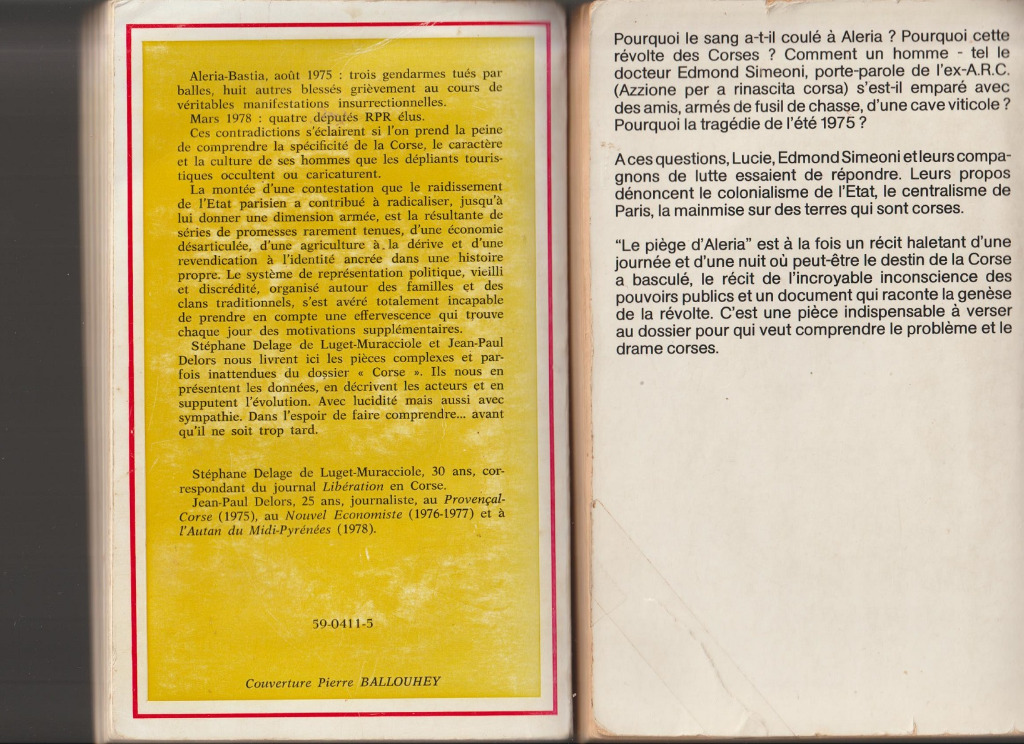 Aleria-Bastia, août 1975 : trois gendarmes tués par
balles, huit autres blessés grièvement au cours de
véritables manifestations insurrectionnelles.
Mars 1978 : quatre députés RPR élus.
Ces contradictions s'éclairent si l'on prend la peine
de comprendre la spécificité de la Corse, le caractère
et la culture de ses hommes que les dépliants touris-
tiques occultent ou caricaturent.
La montée d'une contestation que le raidissement
de l'Etat parisien a contribué à radicaliser, jusqu'à
lui donner une dimension armée, est la résultante de
séries de promesses rarement tenues, d'une économie
désarticulée, d'une agriculture à la dérive et d'une
revendication à l'identité ancrée dans une histoire
propre. Le système de représentation politique, vieilli
et discrédité, organisé autour des familles et des
clans traditionnels, s'est avéré totalement incapable
de prendre en compte une effervescence qui trouve
chaque jour des motivations supplémentaires.
Stéphane Delage de Luget-Muracciole et Jean-Paul
Delors nous livrent ici les pièces complexes et par-
fois inattendues du dossier « Corse ». Ils nous en
présentent les données, en décrivent les acteurs et en
supputent l'évolution. Avec lucidité mais aussi avec
sympathie. Dans l'espoir de faire comprendre... avant
qu'il ne soit trop tard.
Stéphane Delage de Luget-Muracciole, 30 ans, cor-
respondant du journal Libération en Corse.
Jean-Paul Delors, 25 ans, journaliste, au Provençal-
Corse (1975), au Nouvel Economiste (1976-1977) et à
l'Autan du Midi-Pyrénées (1978).
59-0411-5
Couverture Pierre BALLOUHEY
Pourquoi le sang a-t-il coulé à Aleria ? Pourquoi cette
révolte des Corses ? Comment un homme - tel le
docteur Edmond Simeoni, porte-parole de l'ex-A.R.C.
(Azzione per a rinascita corsa) s'est-il emparé avec
des amis, armés de fusil de chasse, d'une cave viticole ?
Pourquoi la tragédie de l'été 1975 ?
A ces questions, Lucie, Edmond Simeoni et leurs compa-
gnons de lutte essaient de répondre. Leurs propos
dénoncent le colonialisme de l'Etat, le centralisme de
Paris, la mainmise sur des terres qui sont corses.
"Le piège d'Aleria" est à la fois un récit haletant d'une
journée et d'une nuit où peut-être le destin de la Corse
a basculé, le récit de l'incroyable inconscience des
pouvoirs publics et un document qui raconte la genèse
de la révolte. C'est une pièce indispensable à verser
au dossier pour qui veut comprendre le problème et le
drame corses.